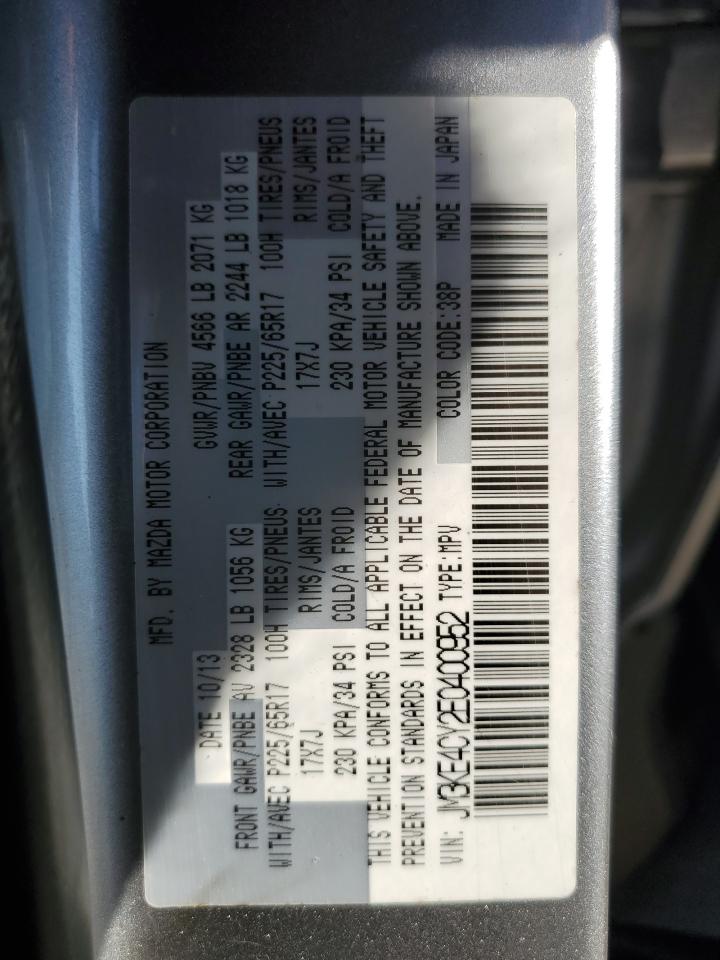 MFD. BY MAZDA MOTOR CORPORATION
DATE 10/13 GVWR/PNBV 4566 LB 2071 KG
FRONT GAWR/PNBE AV 2328 LB 1056 KG REAR GAWR/PNBE AR 2244 LB 1018 KG
WITH/AVEC P225/65R17 100H TIRES/PNEUS WITH/AVEC P225/65R17 100H TIRES/PNEUS
17X7J RIMS/JANTES 17X7J RIMS/JANTES
230 KPA/34 PSI COLD/A FROID 230 KPA/34 PSI COLD/A FROID
THIS VEHICLE CONFORMS TO ALL APPLICABLE FEDERAL MOTOR VEHICLE SAFETY AND THEFT
PREVENTION STANDARDS IN EFFECT ON THE DATE OF MANUFACTURE SHOWN ABOVE.
VIN: JM3KE4CY2E0400952 TYPE:MPV COLOR CODE:38P MADE IN JAPAN